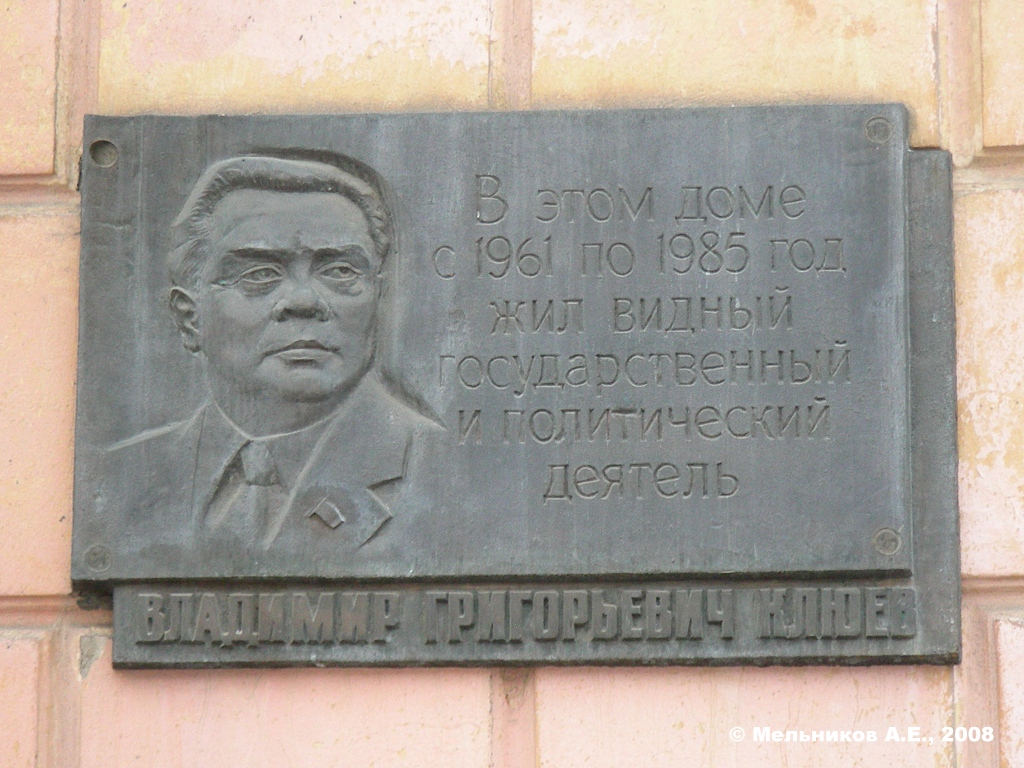 В этом доме
с 1961 по 1985 год
жил видный
государственный
и политический
деятель
ВЛАДИМИР ГРИГОРЬЕВИЧ КЛЮЕВ
© Мельников А.Е., 2008